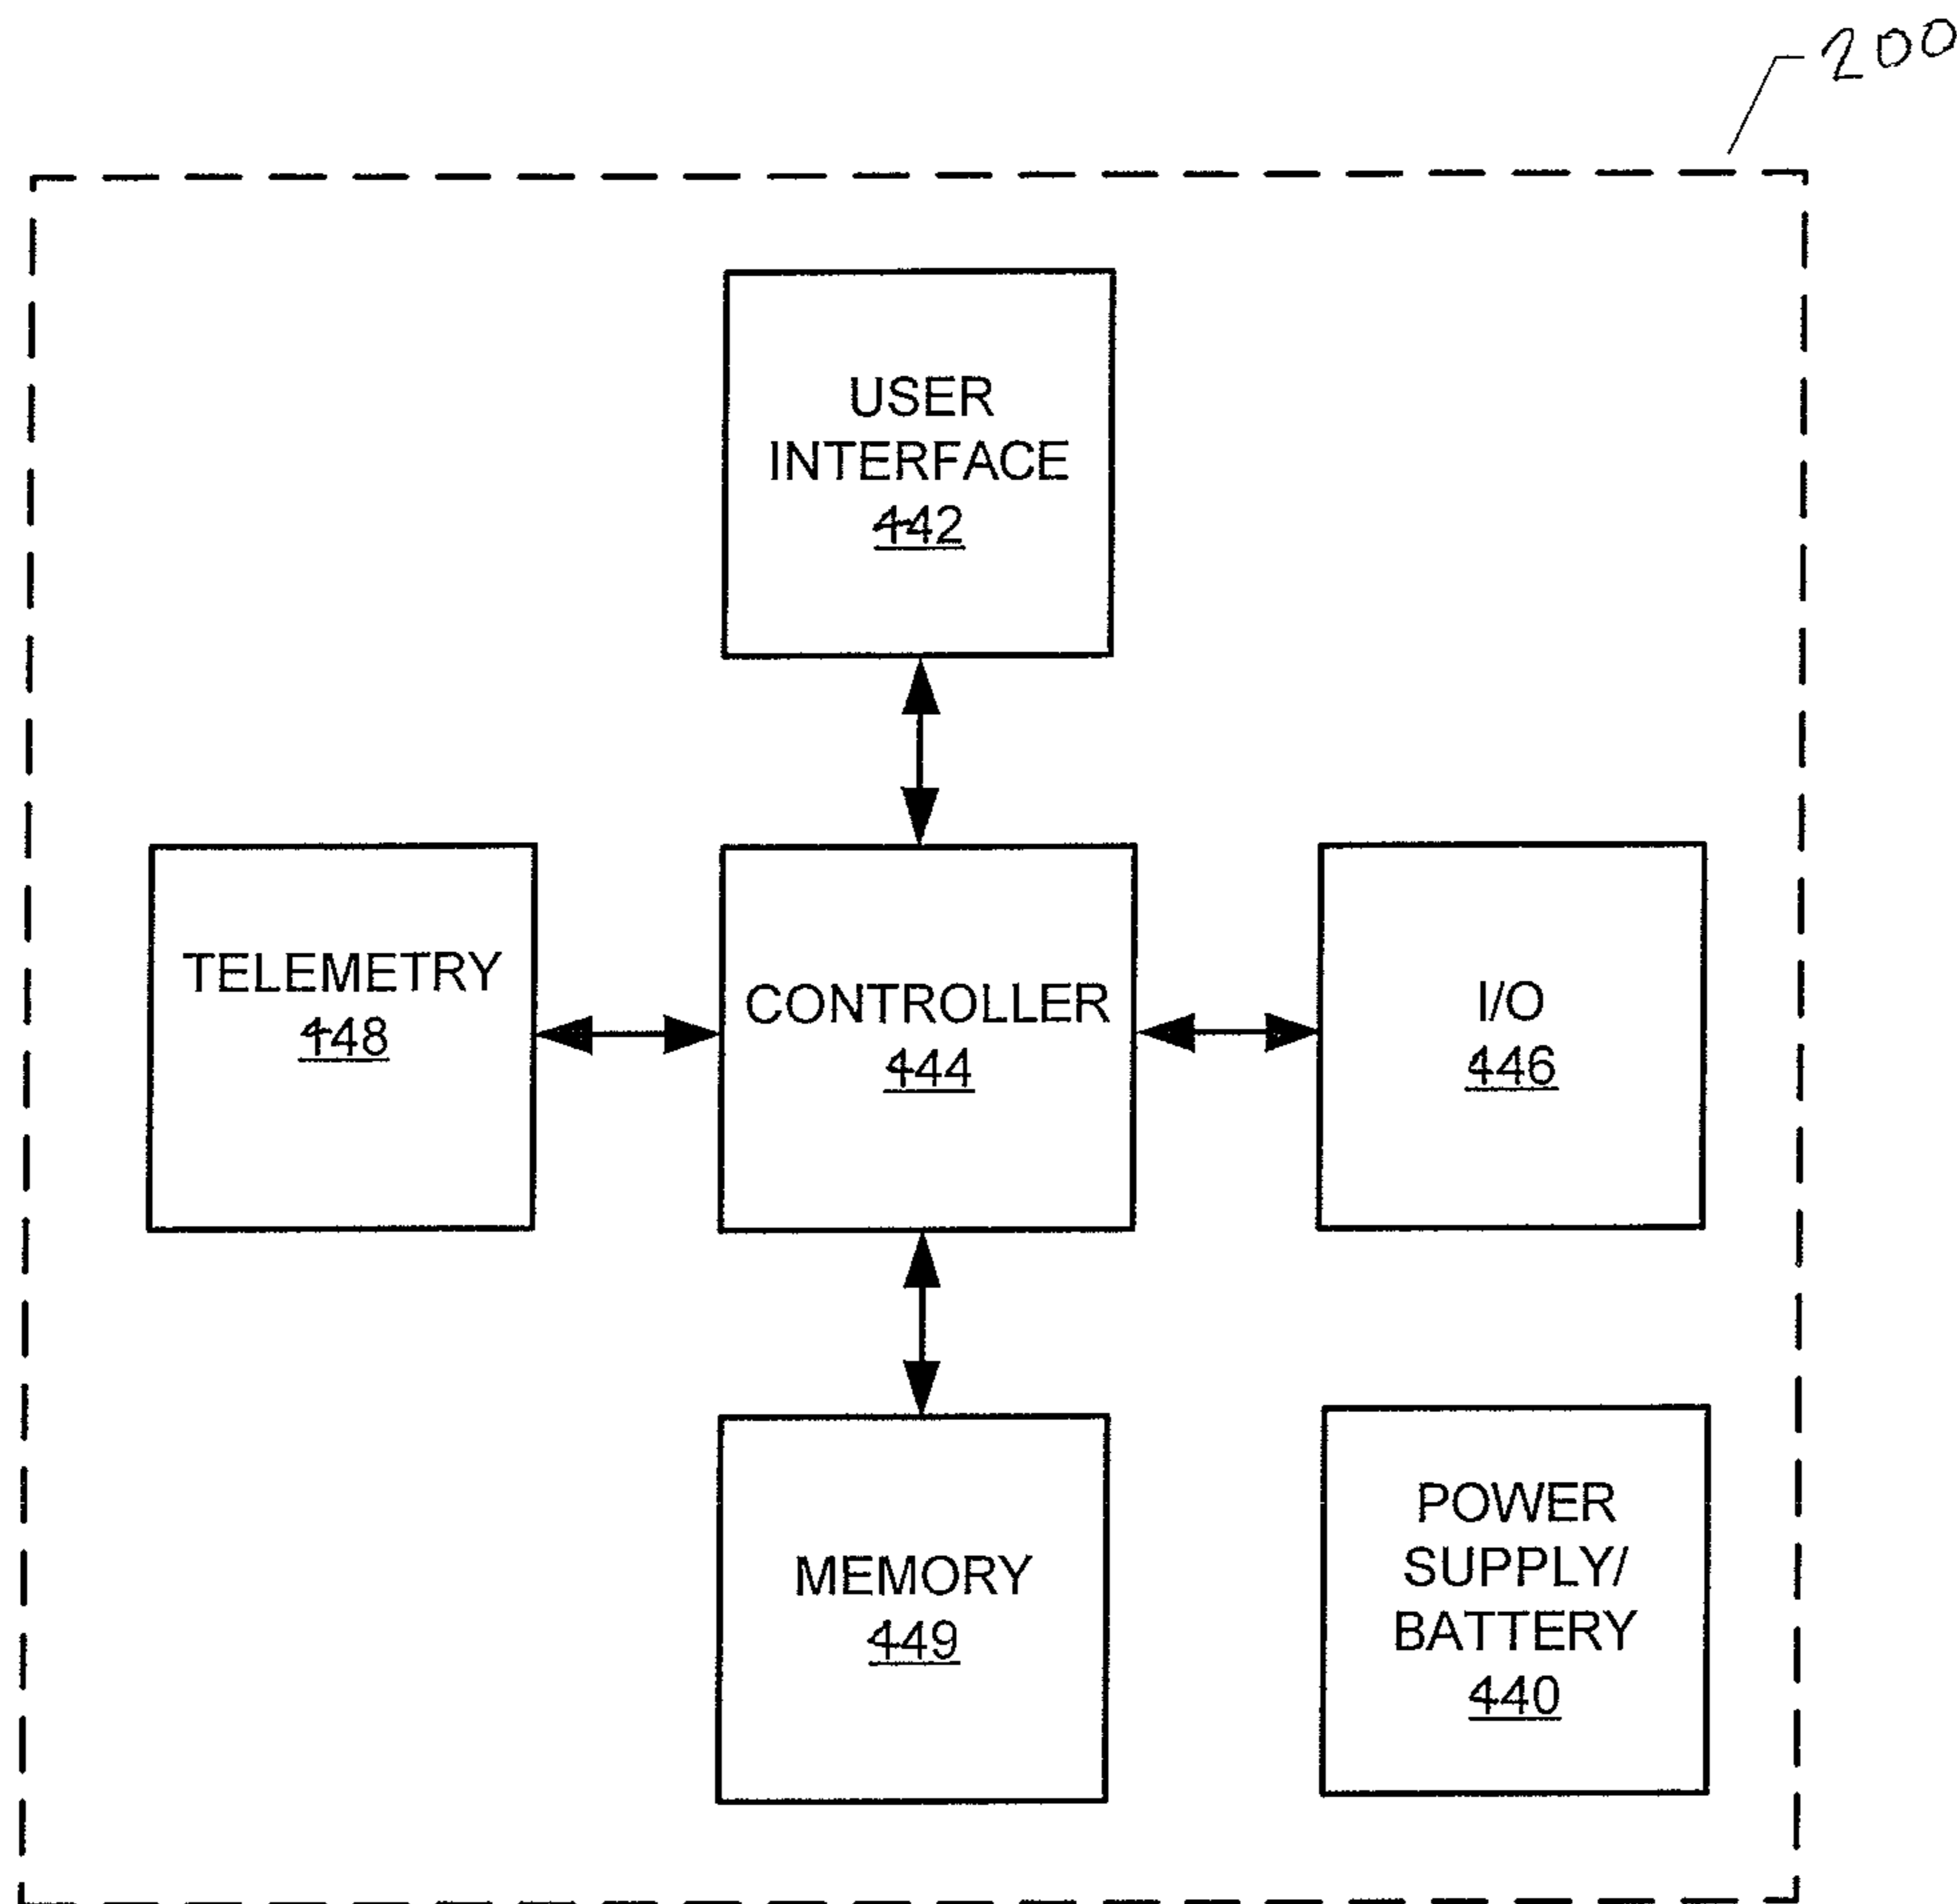 200
USER
INTERFACE
442
TELEMETRY
448
CONTROLLER
444
I/O
446
MEMORY
449
POWER
SUPPLY/
BATTERY
440